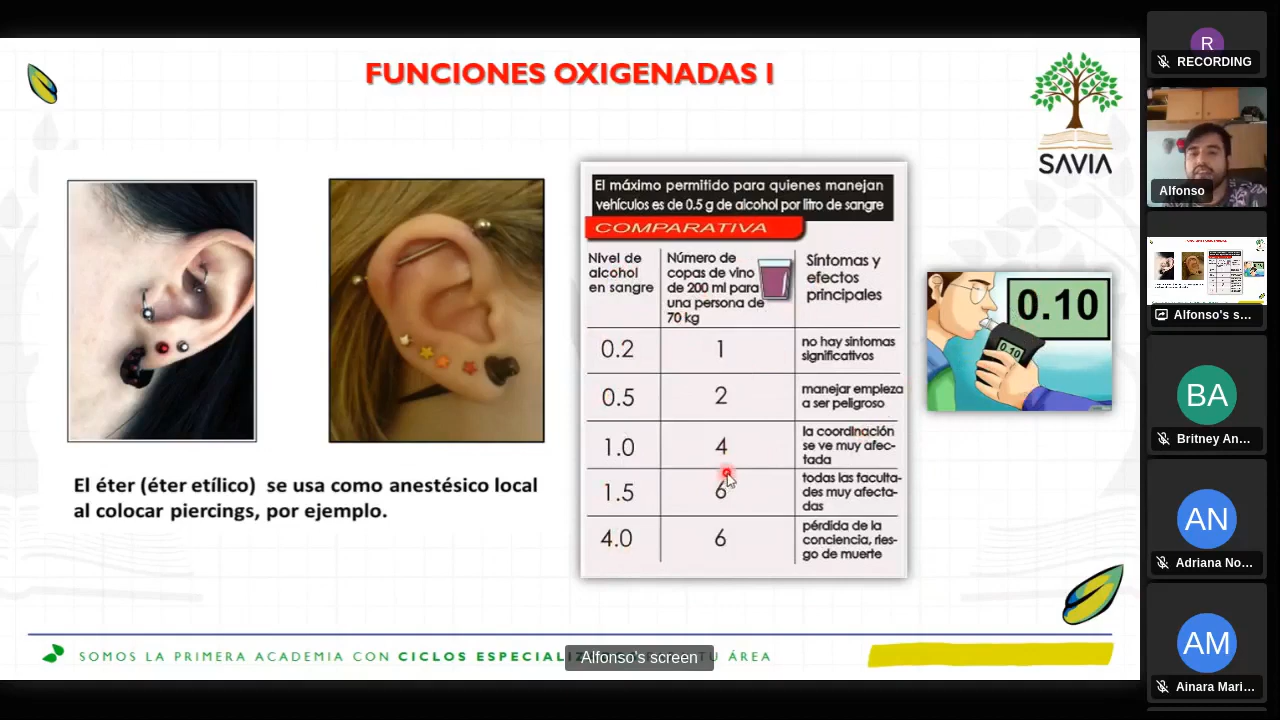 FUNCIONES OXIGENADAS I
SAVIA
El máximo permitido para quienes manejan
vehículos es de 0.5 g de alcohol por litro de sangre
COMPARATIVA
Nivel de
alcohol
en sangre
Número de
copas de vino
de 200 ml para
una persona de
70 kg
Síntomas y
efectos
principales
0.2
1
no hay sintomas
significativos
0.5
2
manejar empieza
a ser peligroso
1.0
4
la coordinación
se ve muy afec-
tada
1.5
6
todas las faculta-
des muy afecta-
das
4.0
6
pérdida de la
conciencia, ries-
go de muerte
0.10
0.10
El éter (éter etílico) se usa como anestésico local
al colocar piercings, por ejemplo.
SOMOS LA PRIMERA ACADEMIA CON CICLOS ESPECIALI TU ÁREA
Alfonso's screen
R
RECORDING
Alfonso
Alfonso's s...
BA
Britney An...
AN
Adriana No...
AM
Ainara Mari...